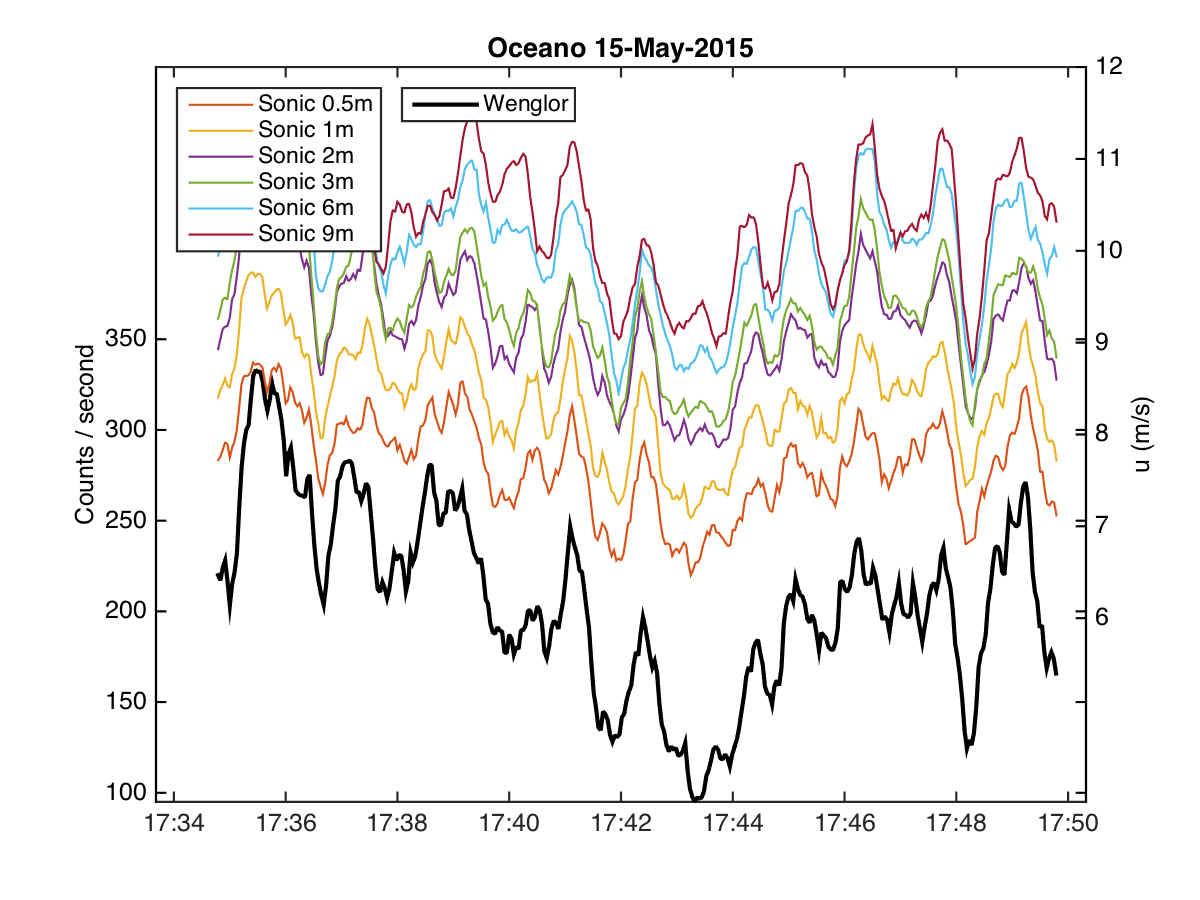 Oceano 15-May-2015
Sonic 0.5m
Sonic 1m
Sonic 2m
Sonic 3m
Sonic 6m
Sonic 9m
Wenglor
Counts / second
350
300
250
200
150
100
12
11
10
9
8
7
6
u (m/s)
17:34 17:36 17:38 17:40 17:42 17:44 17:46 17:48 17:50